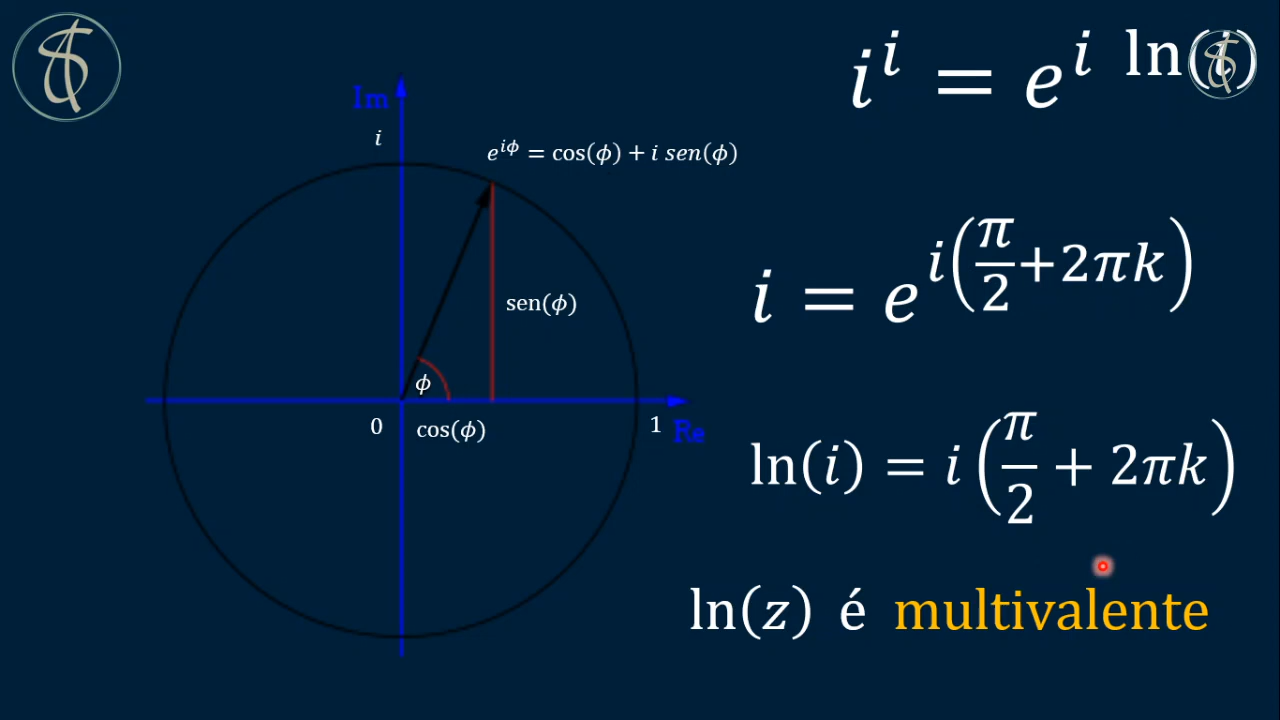 i^i = e^{i ln(i)}
Im
i
e^{iϕ} = cos(ϕ) + i sen(ϕ)
i = e^{i(π/2+2πk)}
sen(ϕ)
ϕ
0
cos(ϕ)
1
Re
ln(i) = i (π/2 + 2πk)
ln(z) é multivalente